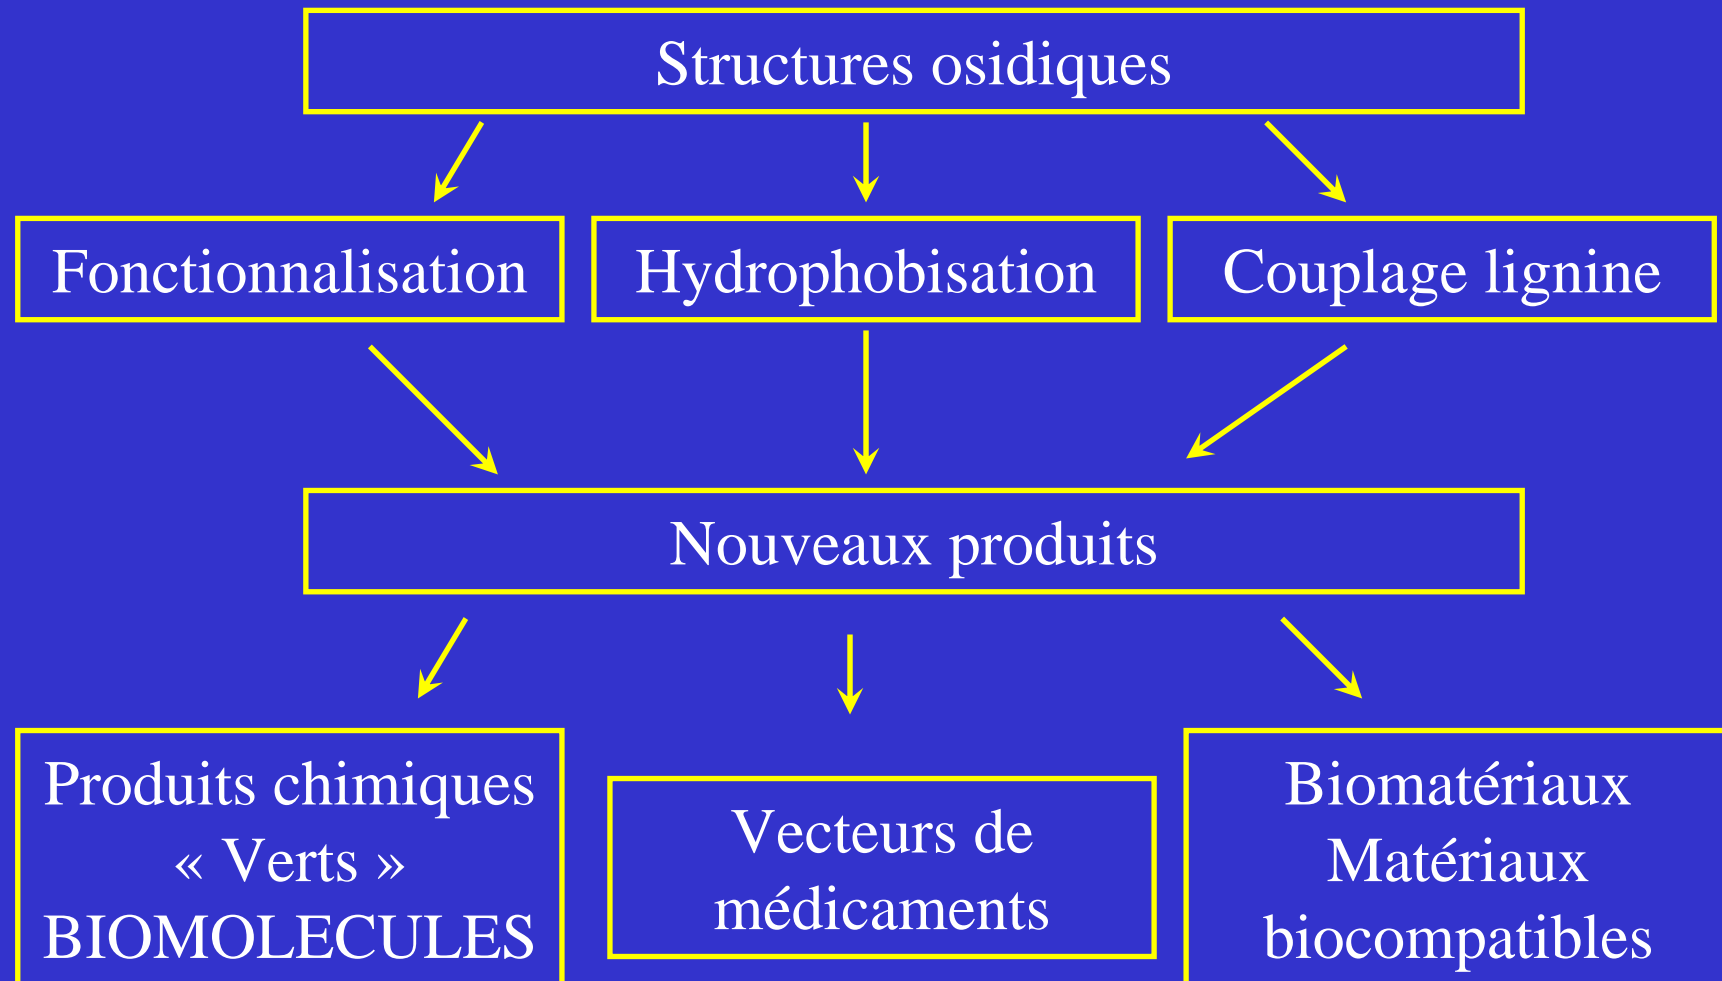 Structures osidiques
Fonctionnalisation
Hydrophobisation
Couplage lignine
Nouveaux produits
Produits chimiques
« Verts »
BIOMOLECULES
Vecteurs de
médicaments
Biomatériaux
Matériaux
biocompatibles